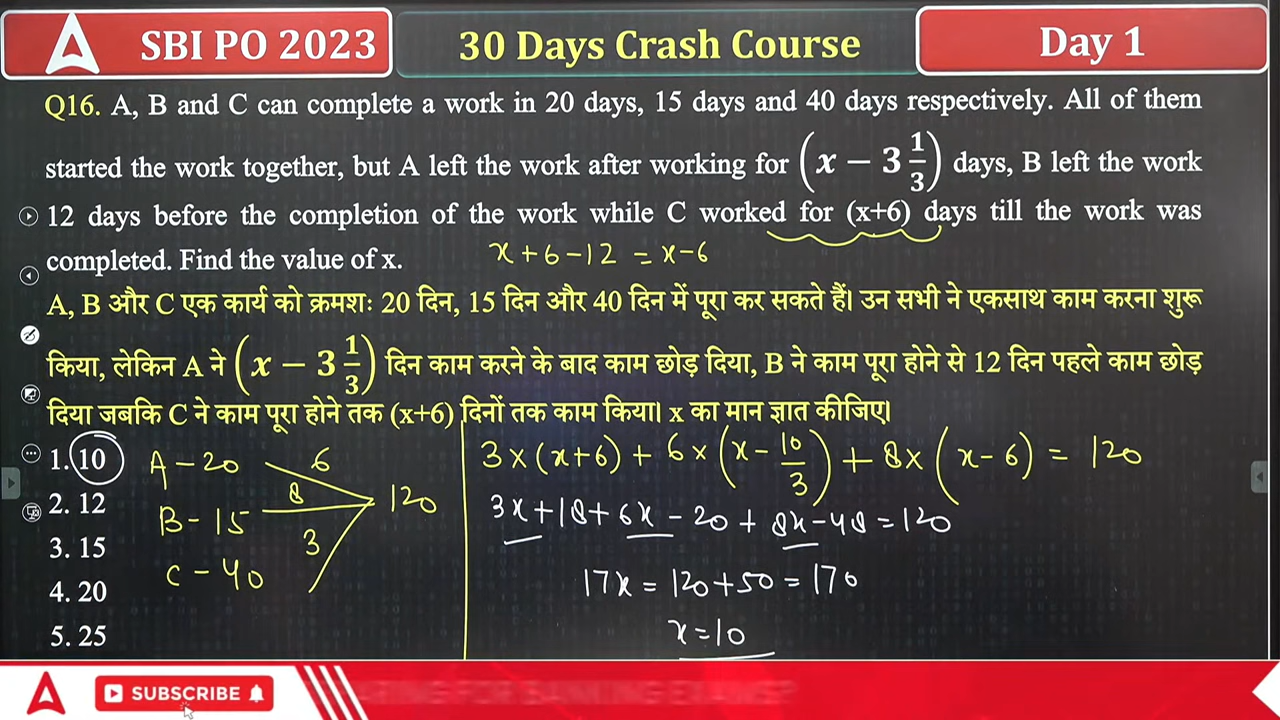 SBI PO 2023
30 Days Crash Course
Day 1
Q16. A, B and C can complete a work in 20 days, 15 days and 40 days respectively. All of them
started the work together, but A left the work after working for (x − 3 1/3) days, B left the work
12 days before the completion of the work while C worked for (x+6) days till the work was
completed. Find the value of x.
x + 6 − 12 = x − 6
A, B और C एक कार्य को क्रमशः 20 दिन, 15 दिन और 40 दिन में पूरा कर सकते हैं। उन सभी ने एकसाथ काम करना शुरू
किया, लेकिन A ने (x − 3 1/3) दिन काम करने के बाद काम छोड़ दिया, B ने काम पूरा होने से 12 दिन पहले काम छोड़
दिया जबकि C ने काम पूरा होने तक (x+6) दिनों तक काम किया। x का मान ज्ञात कीजिए।
1. 10
2. 12
3. 15
4. 20
5. 25
A − 20
B − 15
C − 40
6
8
3
120
3 × (x+6) + 6 × (x − 10/3) + 8 × (x − 6) = 120
3x + 18 + 6x − 20 + 8x − 48 = 120
17x = 120 + 50 = 170
x = 10
SUBSCRIBE
FOR BANKING EXAMS?